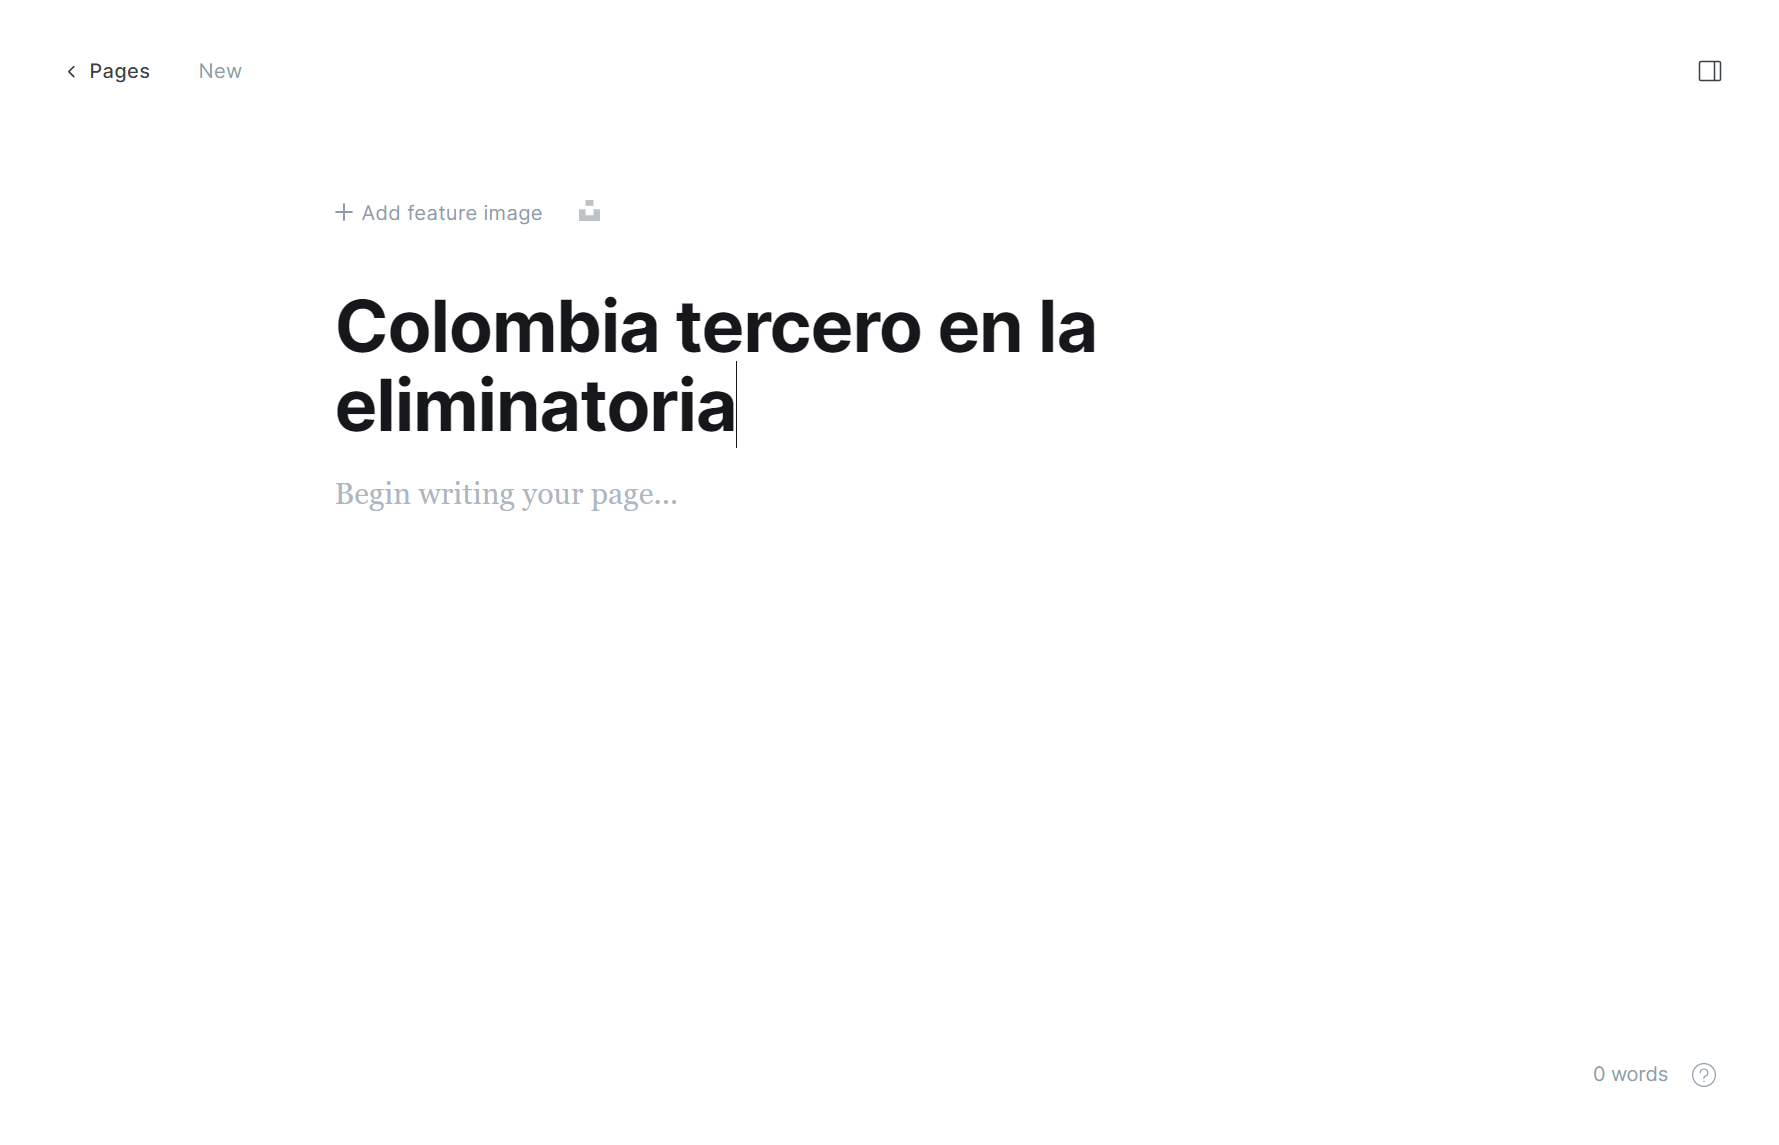 Pages
New
Add feature image
Colombia tercero en la
eliminatoria
Begin writing your page...
0 words
?